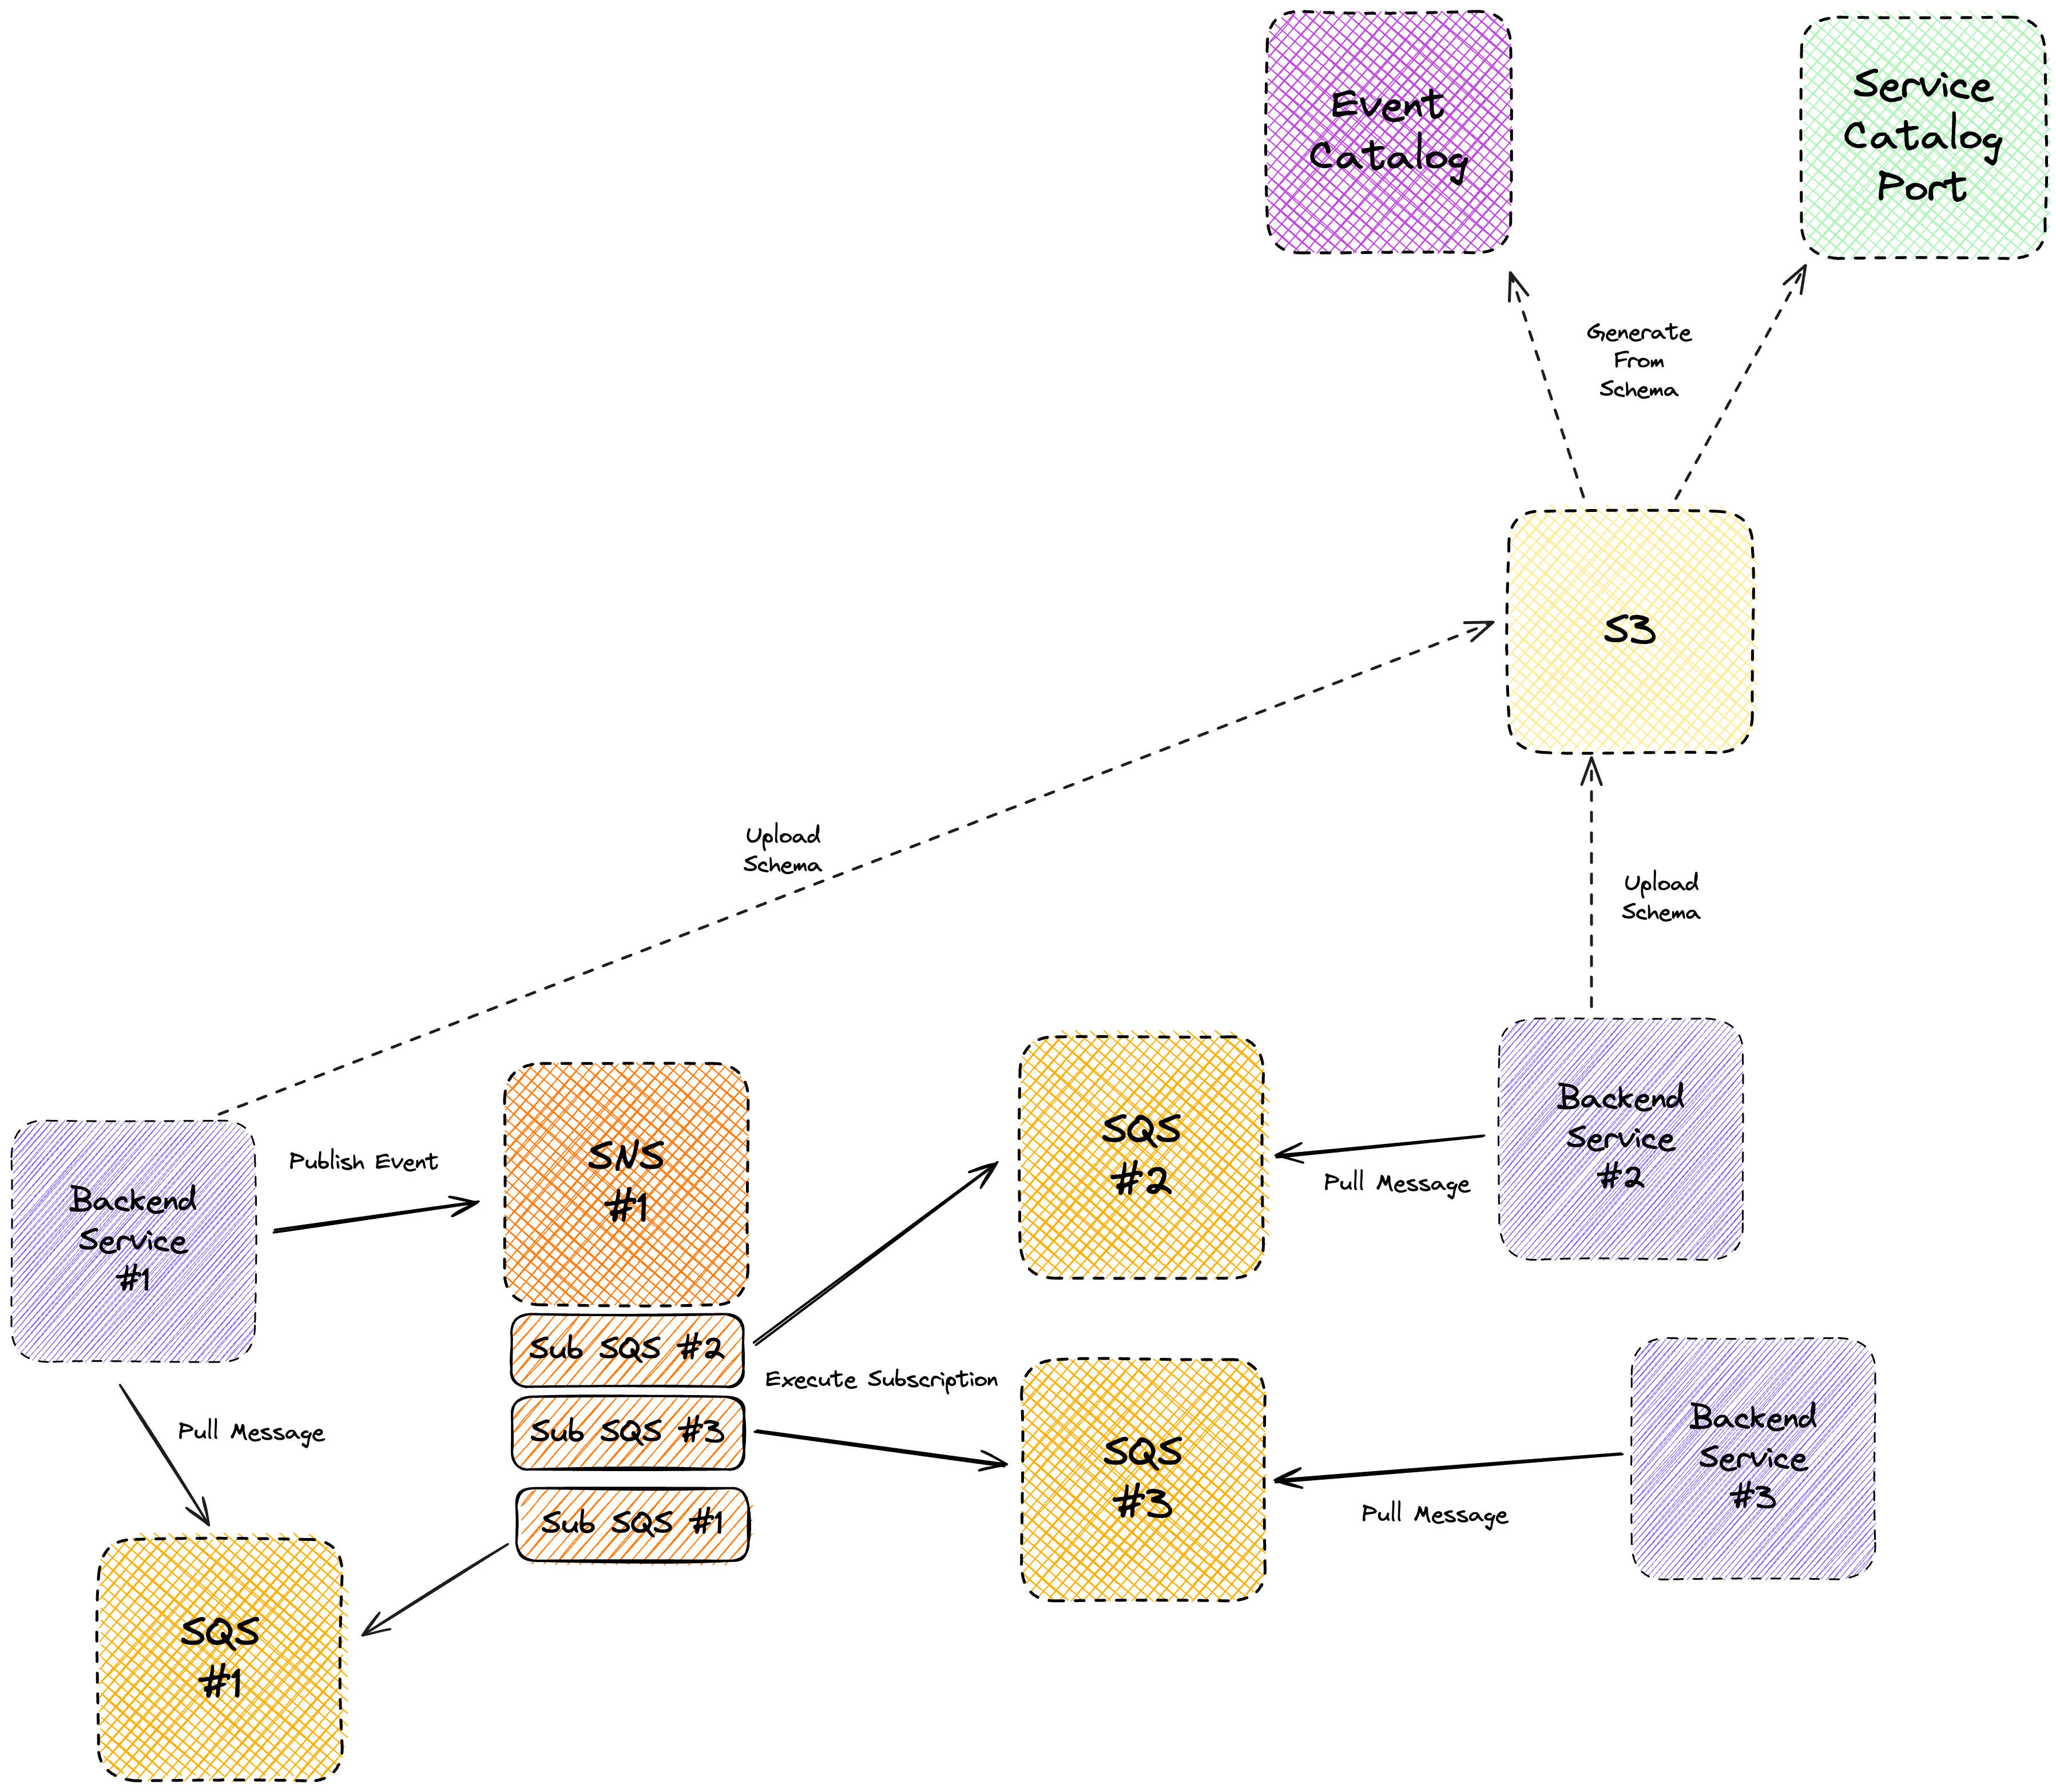 Event
Catalog
Service
Catalog
Port
Generate
From
Schema
S3
Upload
Schema
Upload
Schema
Backend
Service
#1
Publish Event
SNS
#1
SQS
#2
Pull Message
Backend
Service
#2
Sub SQS #2
Execute Subscription
Sub SQS #3
Sub SQS #1
SQS
#3
Pull Message
Backend
Service
#3
Pull Message
SQS
#1